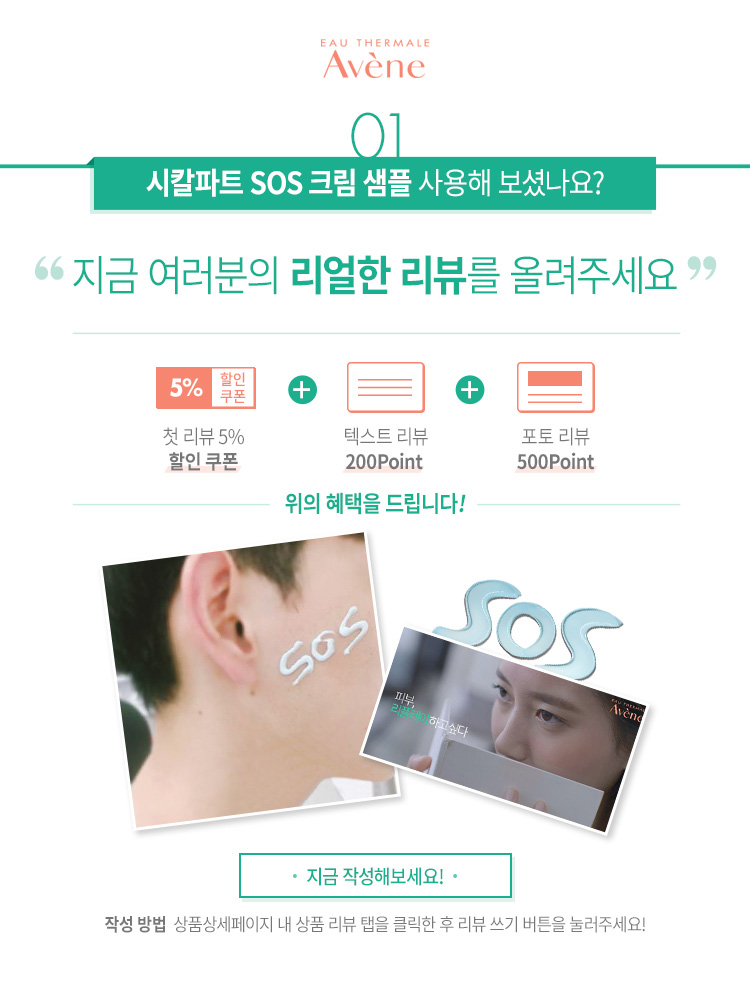 EAU THERMALE
Avène
01
시칼파트 SOS 크림 샘플 사용해 보셨나요?
“ 지금 여러분의 리얼한 리뷰를 올려주세요 ”
5% 할인
쿠폰
첫 리뷰 5%
할인 쿠폰
텍스트 리뷰
200Point
포토 리뷰
500Point
위의 혜택을 드립니다!
SOS
SOS
피부,
하고싶다
EAU THERMALE
Avène
· 지금 작성해보세요! ·
작성 방법 상품상세페이지 내 상품 리뷰 탭을 클릭한 후 리뷰 쓰기 버튼을 눌러주세요!